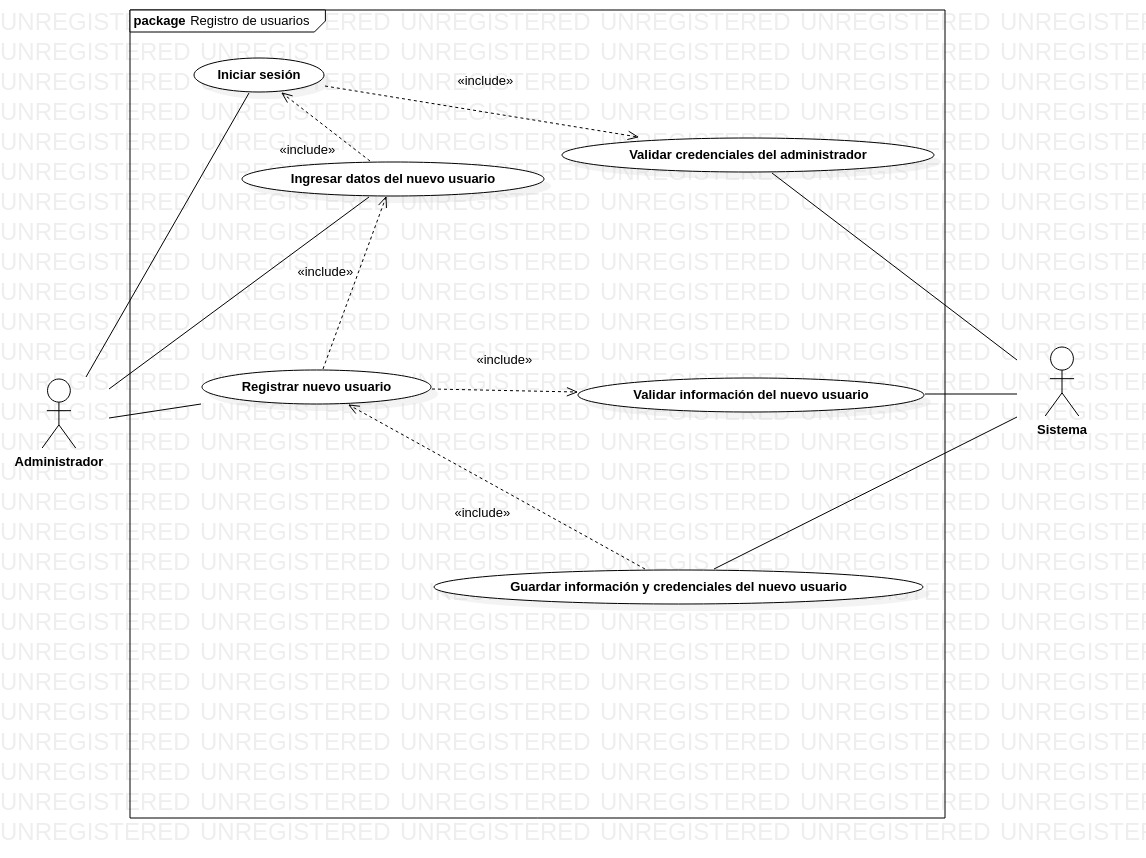 package Registro de usuarios
Iniciar sesión
«include»
«include»
Validar credenciales del administrador
Ingresar datos del nuevo usuario
«include»
«include»
Registrar nuevo usuario
Validar información del nuevo usuario
Sistema
Administrador
«include»
Guardar información y credenciales del nuevo usuario
UNREGISTERED